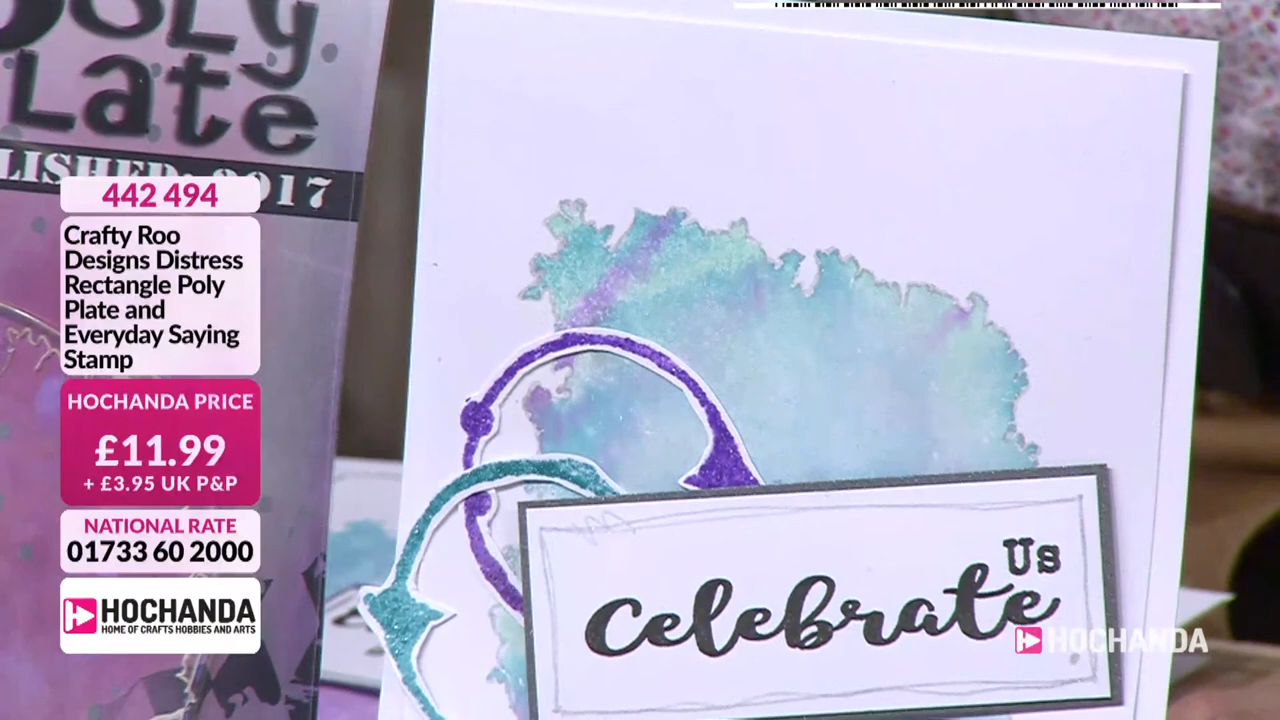 POLY
Late
LISHED: 2017
442 494
Crafty Roo
Designs Distress
Rectangle Poly
Plate and
Everyday Saying
Stamp
HOCHANDA PRICE
£11.99
+ £3.95 UK P&P
NATIONAL RATE
01733 60 2000
HOCHANDA
HOME OF CRAFTS HOBBIES AND ARTS
Us
Celebrate
HOCHANDA